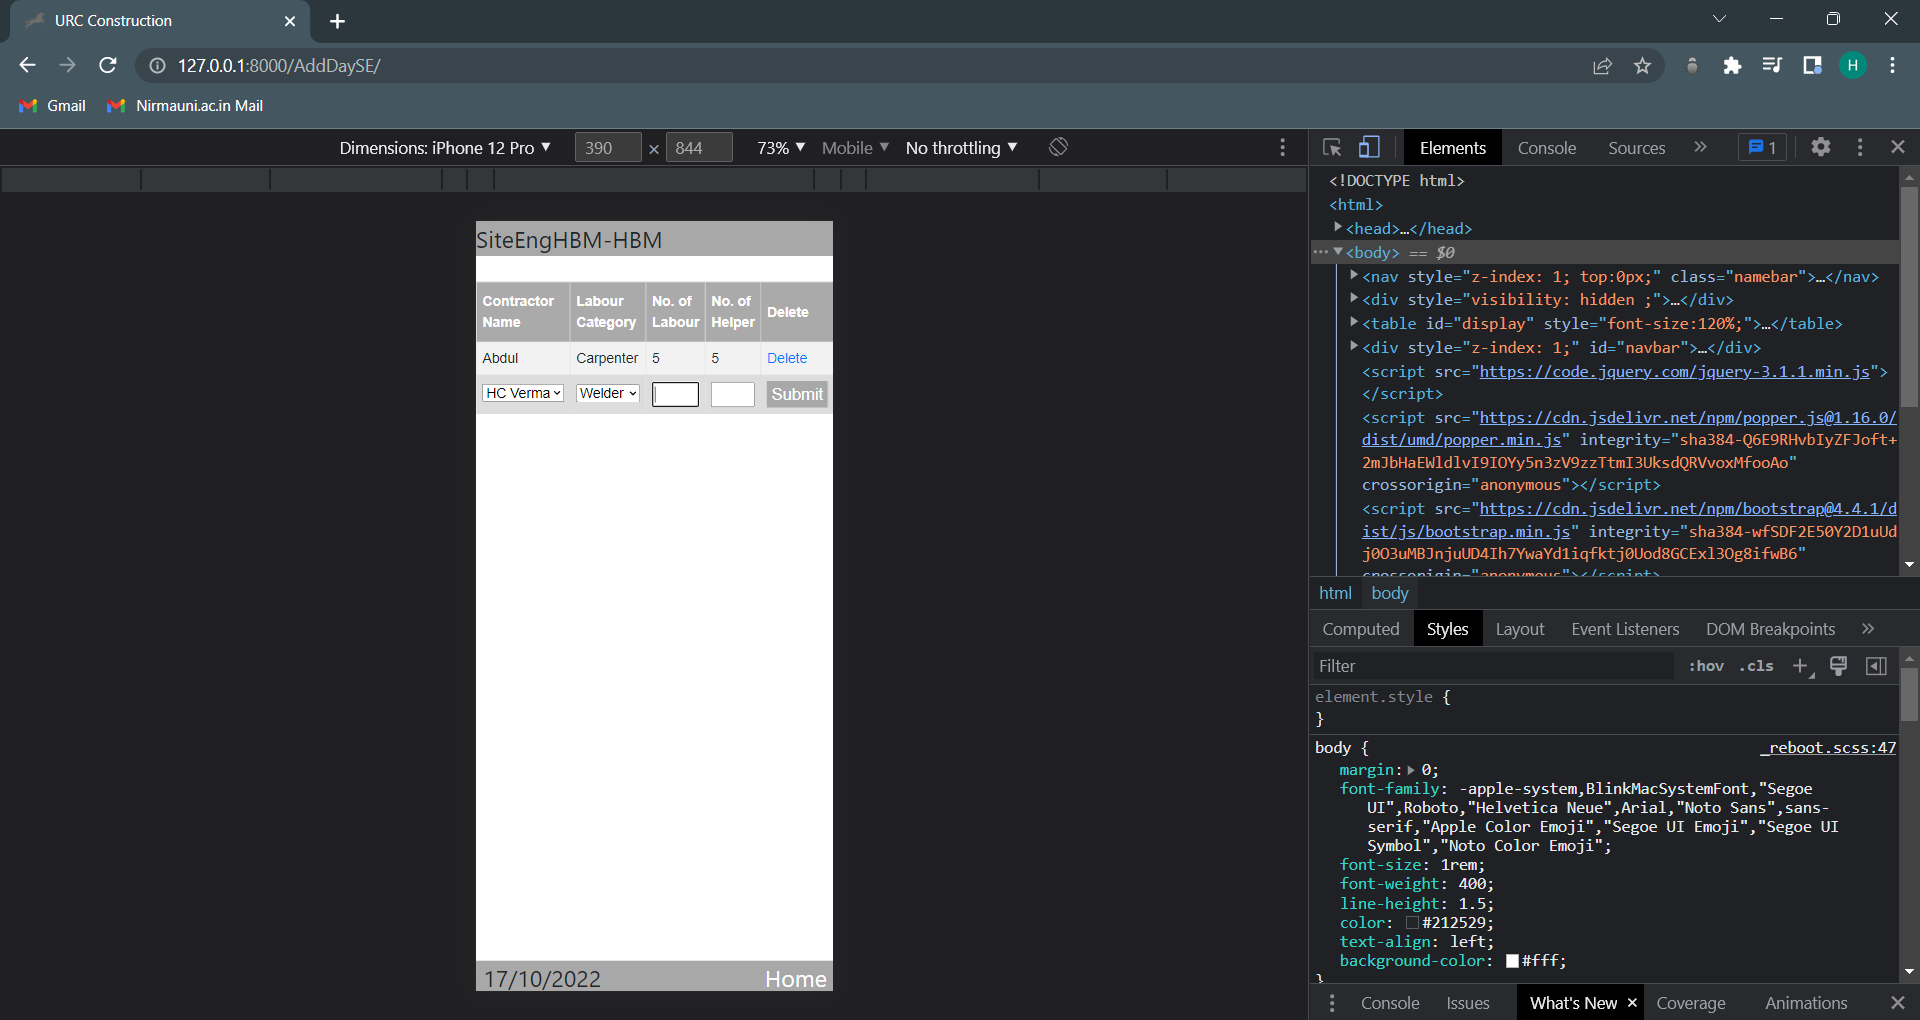 URC Construction
127.0.0.1:8000/AddDaySE/
H
Gmail
Nirmauni.ac.in Mail
Dimensions: iPhone 12 Pro ▼ 390 × 844 73% ▼ Mobile ▼ No throttling ▼
SiteEngHBM-HBM
Contractor Name Labour Category No. of Labour No. of Helper Delete
Abdul Carpenter 5 5 Delete
HC Verma Welder Submit
17/10/2022 Home
Elements Console Sources » 1
<!DOCTYPE html>
<html>
▶<head>…</head>
… ▼<body> == $0
▶<nav style="z-index: 1; top:0px;" class="namebar">…</nav>
▶<div style="visibility: hidden ;">…</div>
▶<table id="display" style="font-size:120%;">…</table>
▶<div style="z-index: 1;" id="navbar">…</div>
<script src="https://code.jquery.com/jquery-3.1.1.min.js">
</script>
<script src="https://cdn.jsdelivr.net/npm/popper.js@1.16.0/
dist/umd/popper.min.js" integrity="sha384-Q6E9RHvbIyZFJoft+
2mJbHaEWldlvI9IOYy5n3zV9zzTtmI3UksdQRVvoxMfooAo"
crossorigin="anonymous"></script>
<script src="https://cdn.jsdelivr.net/npm/bootstrap@4.4.1/d
ist/js/bootstrap.min.js" integrity="sha384-wfSDF2E50Y2D1uUd
j0O3uMBJnjuUD4Ih7YwaYd1iqfktj0Uod8GCExl3Og8ifwB6"
crossorigin="anonymous"></script>
html body
Computed Styles Layout Event Listeners DOM Breakpoints »
Filter :hov .cls +
element.style {
}
body { _reboot.scss:47
margin:▶ 0;
font-family: -apple-system,BlinkMacSystemFont,"Segoe
UI",Roboto,"Helvetica Neue",Arial,"Noto Sans",sans-
serif,"Apple Color Emoji","Segoe UI Emoji","Segoe UI
Symbol","Noto Color Emoji";
font-size: 1rem;
font-weight: 400;
line-height: 1.5;
color: #212529;
text-align: left;
background-color: #fff;
}
Console Issues What's New × Coverage Animations